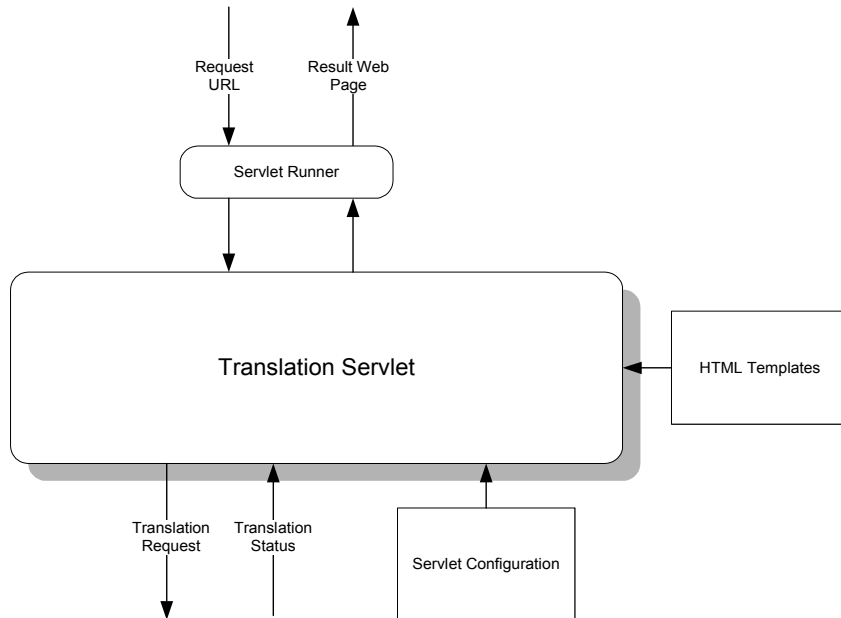 Request
URL
Result Web
Page
Servlet Runner
Translation Servlet
HTML Templates
Translation
Request
Translation
Status
Servlet Configuration